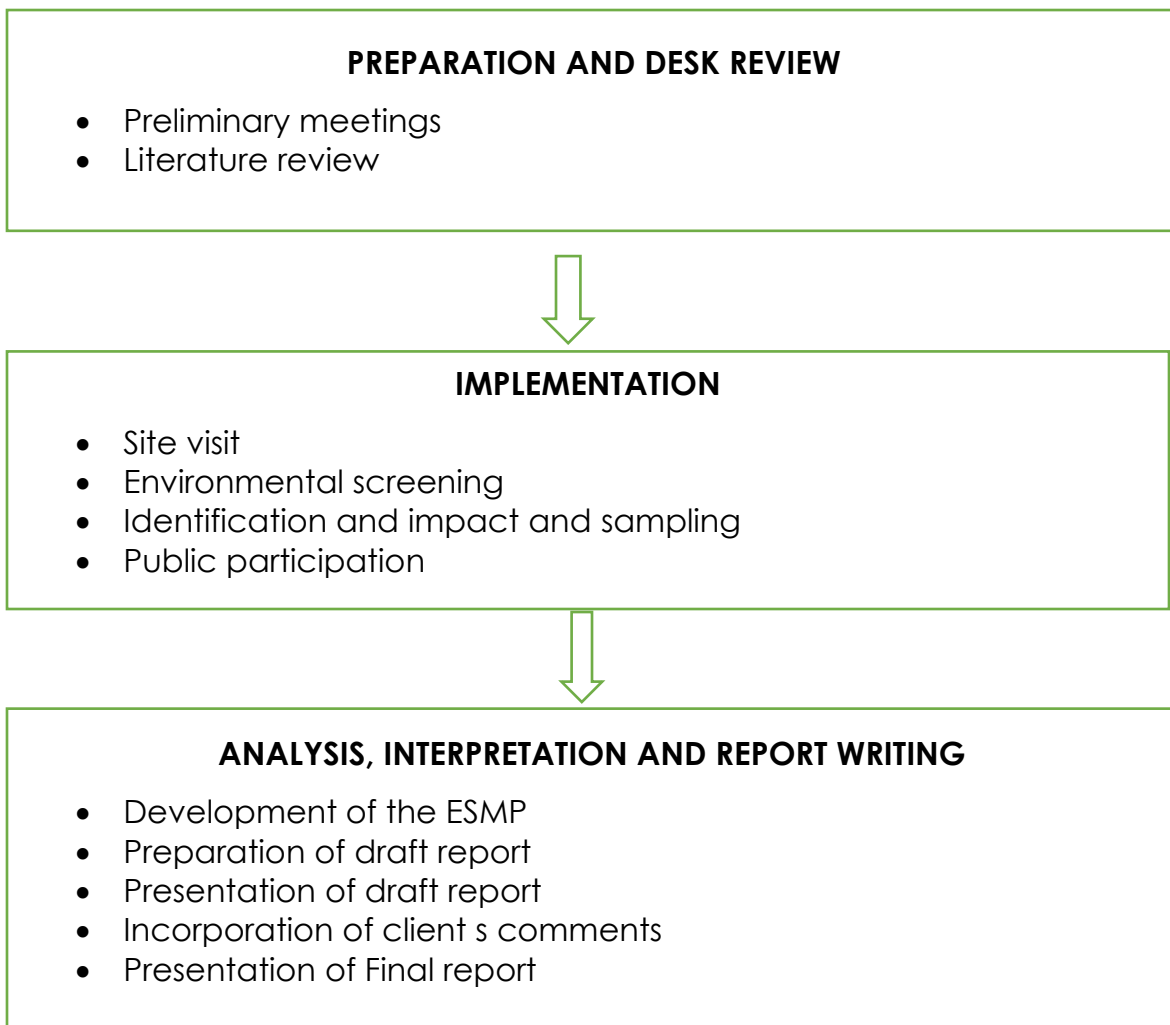 PREPARATION AND DESK REVIEW
• Preliminary meetings
• Literature review
IMPLEMENTATION
• Site visit
• Environmental screening
• Identification and impact and sampling
• Public participation
ANALYSIS, INTERPRETATION AND REPORT WRITING
• Development of the ESMP
• Preparation of draft report
• Presentation of draft report
• Incorporation of client s comments
• Presentation of Final report